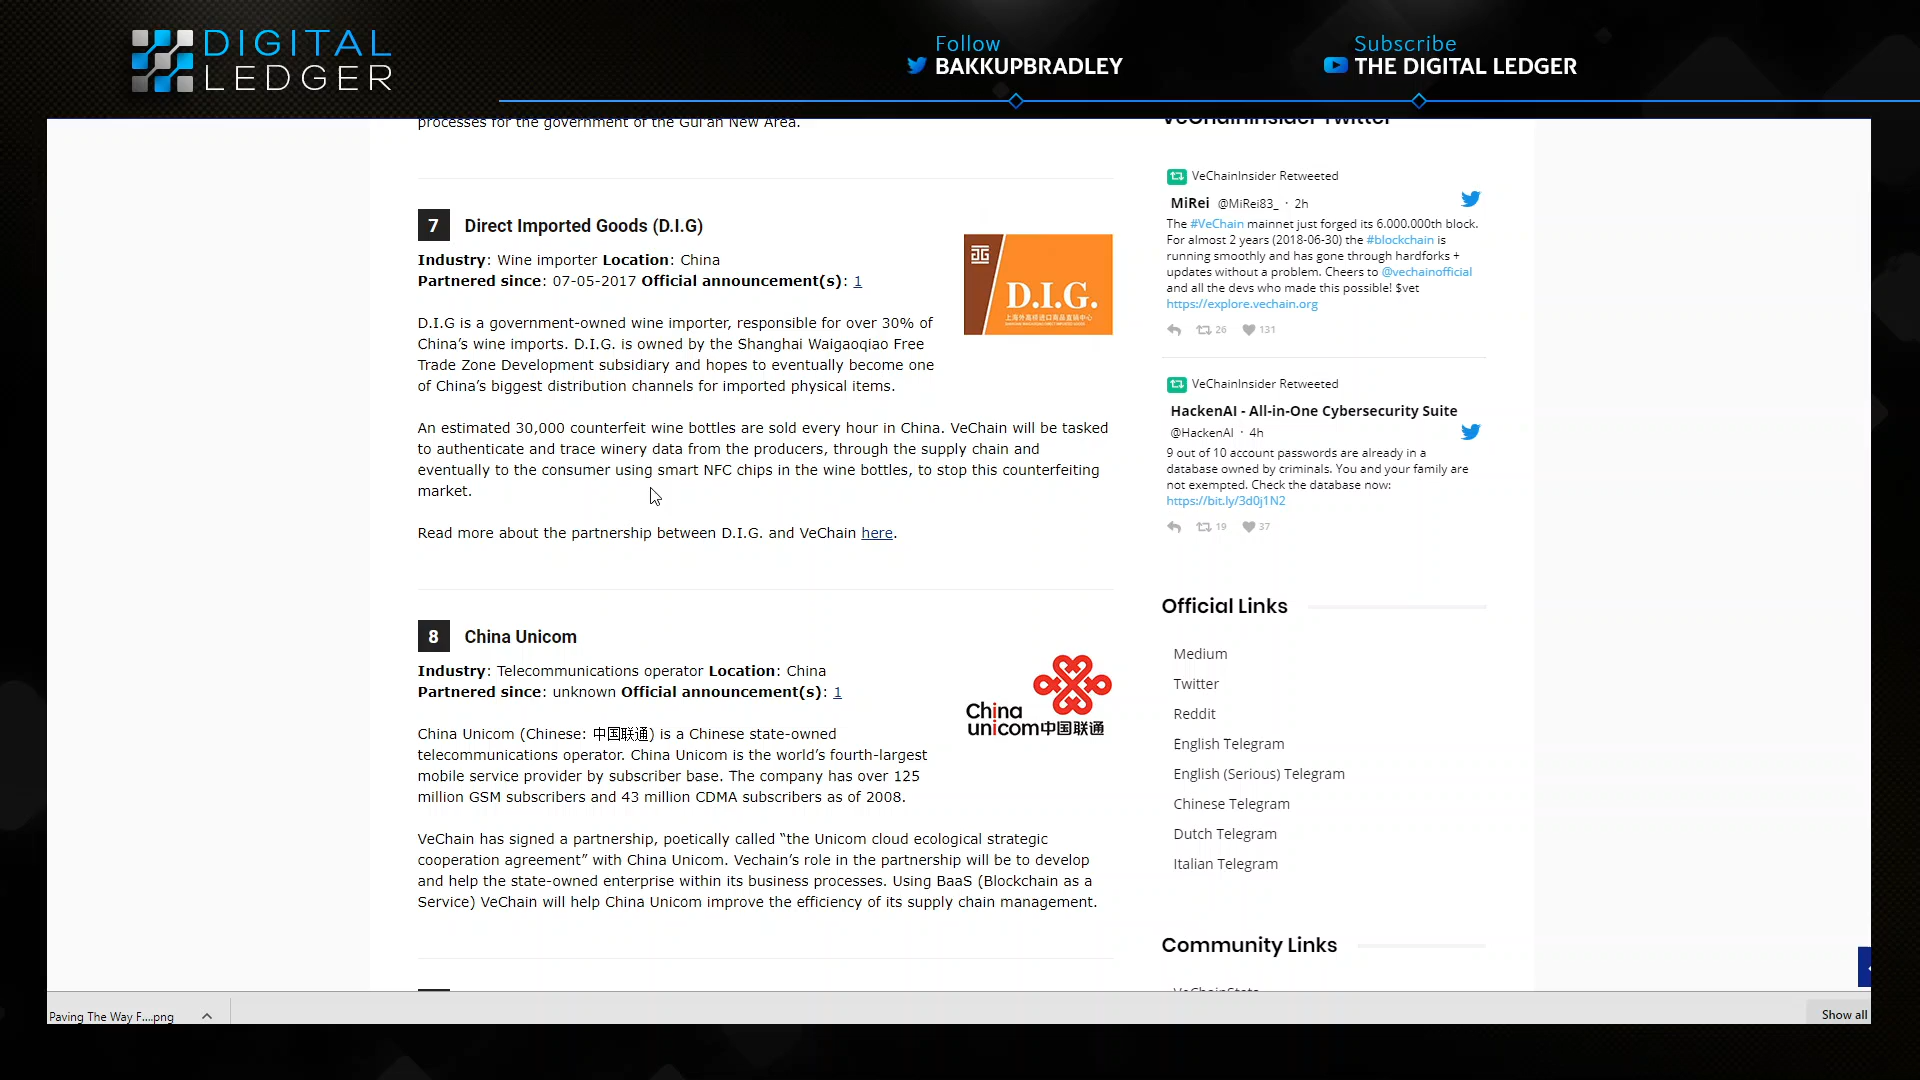 DIGITAL
LEDGER
Follow
BAKKUPBRADLEY
Subscribe
THE DIGITAL LEDGER
processes for the government of the Gui'an New Area.
7 Direct Imported Goods (D.I.G)
Industry: Wine importer Location: China
Partnered since: 07-05-2017 Official announcement(s): 1
D.I.G.
上海外高桥进口商品直销中心
D.I.G is a government-owned wine importer, responsible for over 30% of
China’s wine imports. D.I.G. is owned by the Shanghai Waigaoqiao Free
Trade Zone Development subsidiary and hopes to eventually become one
of China’s biggest distribution channels for imported physical items.
An estimated 30,000 counterfeit wine bottles are sold every hour in China. VeChain will be tasked
to authenticate and trace winery data from the producers, through the supply chain and
eventually to the consumer using smart NFC chips in the wine bottles, to stop this counterfeiting
market.
Read more about the partnership between D.I.G. and VeChain here.
8 China Unicom
Industry: Telecommunications operator Location: China
Partnered since: unknown Official announcement(s): 1
China
unicom中国联通
China Unicom (Chinese: 中国联通) is a Chinese state-owned
telecommunications operator. China Unicom is the world’s fourth-largest
mobile service provider by subscriber base. The company has over 125
million GSM subscribers and 43 million CDMA subscribers as of 2008.
VeChain has signed a partnership, poetically called “the Unicom cloud ecological strategic
cooperation agreement” with China Unicom. Vechain’s role in the partnership will be to develop
and help the state-owned enterprise within its business processes. Using BaaS (Blockchain as a
Service) VeChain will help China Unicom improve the efficiency of its supply chain management.
VeChainInsider Twitter
VeChainInsider Retweeted
MiRei @MiRei83_ · 2h
The #VeChain mainnet just forged its 6.000.000th block.
For almost 2 years (2018-06-30) the #blockchain is
running smoothly and has gone through hardforks +
updates without a problem. Cheers to @vechainofficial
and all the devs who made this possible! $vet
https://explore.vechain.org
26 131
VeChainInsider Retweeted
HackenAI - All-in-One Cybersecurity Suite
@HackenAI · 4h
9 out of 10 account passwords are already in a
database owned by criminals. You and your family are
not exempted. Check the database now:
https://bit.ly/3d0j1N2
19 37
Official Links
Medium
Twitter
Reddit
English Telegram
English (Serious) Telegram
Chinese Telegram
Dutch Telegram
Italian Telegram
Community Links
VeChainStats
Paving The Way F....png
Show all